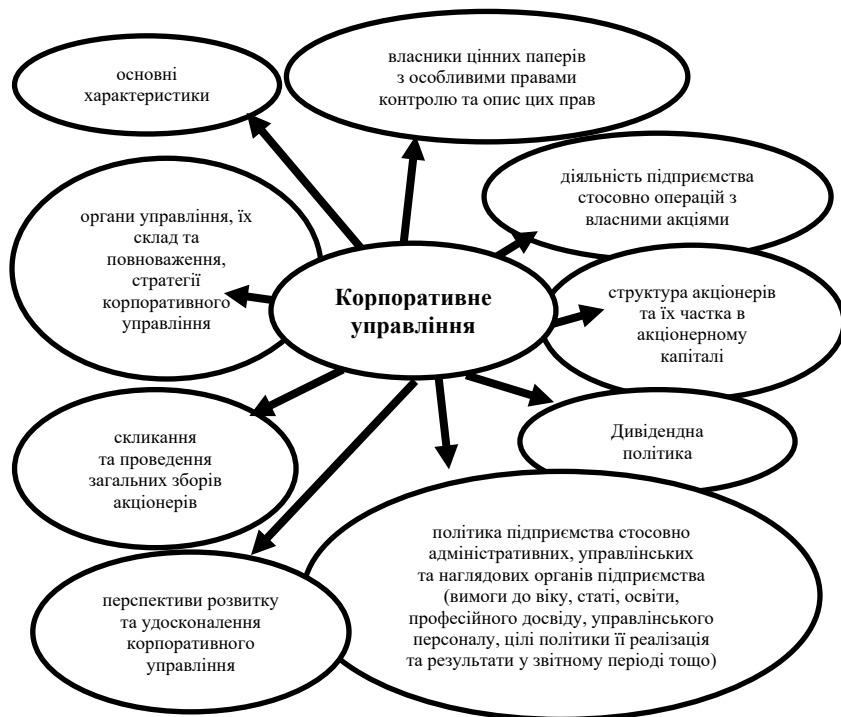 основні
характеристики
власники цінних паперів
з особливими правами
контролю та опис цих прав
діяльність підприємства
стосовно операцій з
власними акціями
органи управління, їх
склад та
повноваження,
стратегії
корпоративного
управління
Корпоративне
управління
структура акціонерів
та їх частка в
акціонерному
капіталі
скликання
та проведення
загальних зборів
акціонерів
Дивідендна
політика
політика підприємства стосовно
адміністративних, управлінських
та наглядових органів підприємства
(вимоги до віку, статі, освіти,
професійного досвіду, управлінського
персоналу, цілі політики її реалізація
та результати у звітному періоді тощо)
перспективи розвитку
та удосконалення
корпоративного
управління